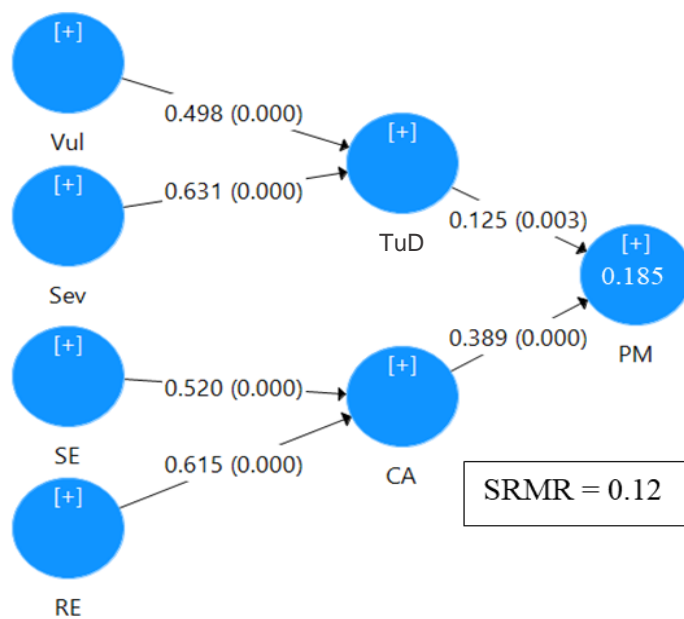 [+]
Vul
0.498 (0.000)
[+]
Sev
0.631 (0.000)
[+]
TuD
0.125 (0.003)
[+]
0.185
PM
[+]
SE
0.520 (0.000)
[+]
RE
0.615 (0.000)
[+]
CA
0.389 (0.000)
SRMR = 0.12